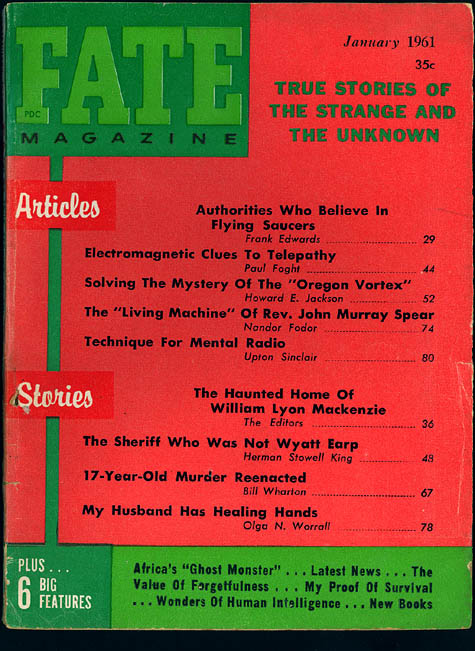 FATE
PDC
MAGAZINE
January 1961
35c
TRUE STORIES OF
THE STRANGE AND
THE UNKNOWN
Articles
Authorities Who Believe In
Flying Saucers
Frank Edwards ........................ 29
Electromagnetic Clues To Telepathy
Paul Foght ........................ 44
Solving The Mystery Of The "Oregon Vortex"
Howard E. Jackson ........................ 52
The "Living Machine" Of Rev. John Murray Spear
Nandor Fodor ........................ 74
Technique For Mental Radio
Upton Sinclair ........................ 80
Stories
The Haunted Home Of
William Lyon Mackenzie
The Editors ........................ 36
The Sheriff Who Was Not Wyatt Earp
Herman Stowell King ........................ 48
17-Year-Old Murder Reenacted
Bill Wharton ........................ 67
My Husband Has Healing Hands
Olga N. Worrall ........................ 78
PLUS...
6 BIG
FEATURES
Africa's "Ghost Monster" ... Latest News ... The
Value Of Forgetfulness ... My Proof Of Survival
... Wonders Of Human Intelligence ... New Books